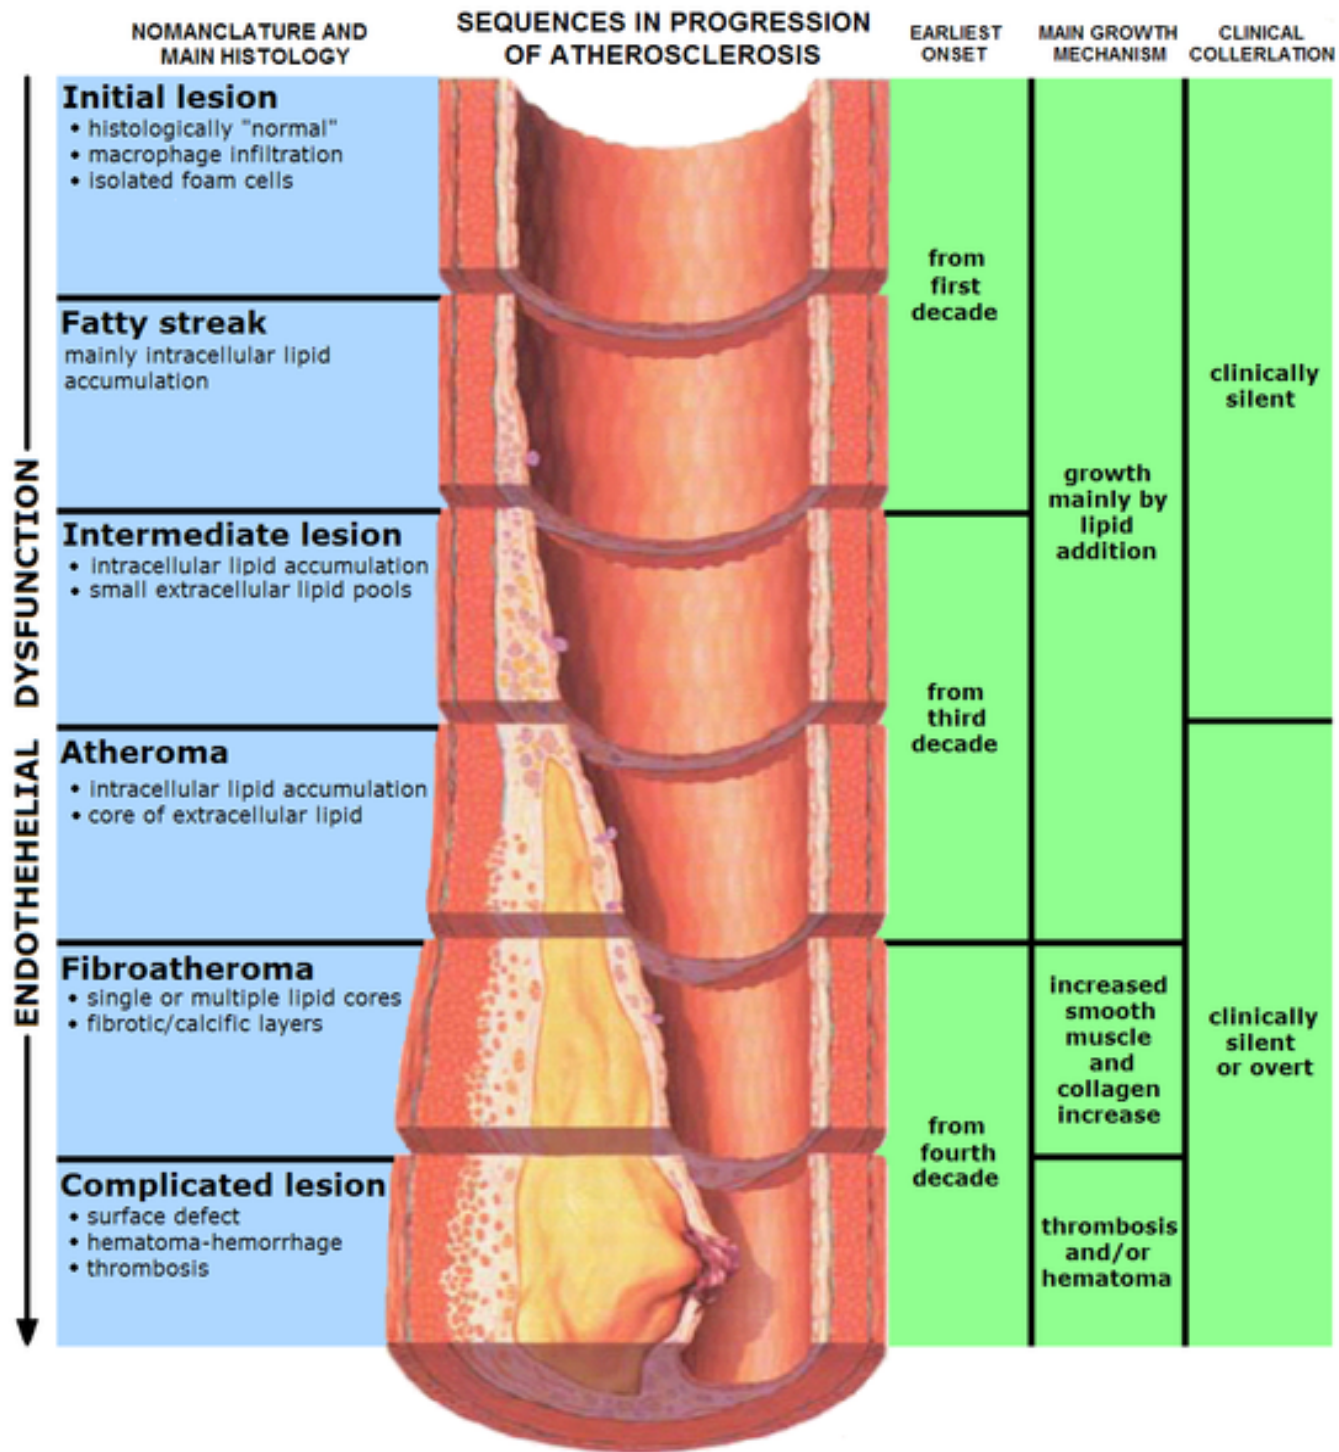 NOMANCLATURE AND
MAIN HISTOLOGY
SEQUENCES IN PROGRESSION
OF ATHEROSCLEROSIS
EARLIEST
ONSET
MAIN GROWTH
MECHANISM
CLINICAL
COLLERLATION
ENDOTHEHELIAL DYSFUNCTION
Initial lesion
• histologically "normal"
• macrophage infiltration
• isolated foam cells
Fatty streak
mainly intracellular lipid
accumulation
Intermediate lesion
• intracellular lipid accumulation
• small extracellular lipid pools
Atheroma
• intracellular lipid accumulation
• core of extracellular lipid
Fibroatheroma
• single or multiple lipid cores
• fibrotic/calcific layers
Complicated lesion
• surface defect
• hematoma-hemorrhage
• thrombosis
from
first
decade
from
third
decade
from
fourth
decade
growth
mainly by
lipid
addition
increased
smooth
muscle
and
collagen
increase
thrombosis
and/or
hematoma
clinically
silent
clinically
silent
or overt